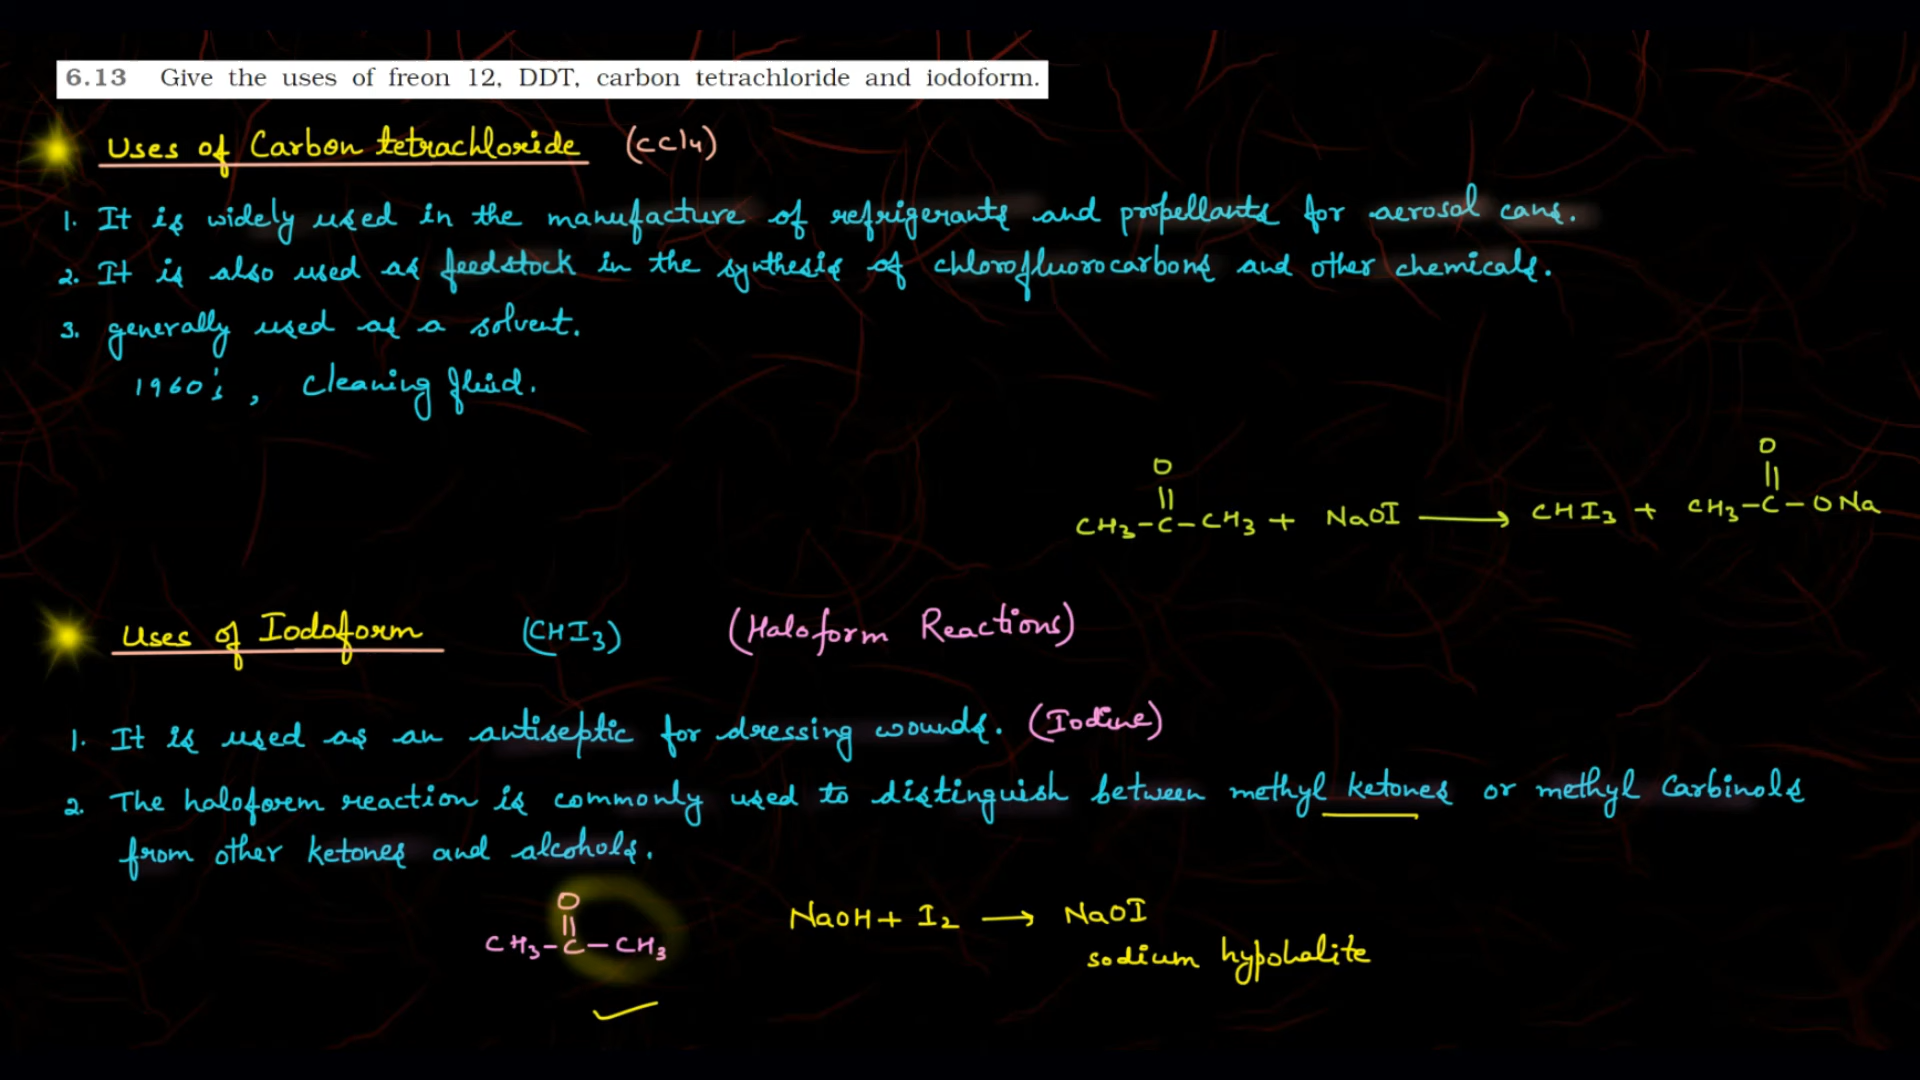 6.13 Give the uses of freon 12, DDT, carbon tetrachloride and iodoform.
Uses of Carbon tetrachloride (CCl4)
1. It is widely used in the manufacture of refrigerants and propellants for aerosol cans.
2. It is also used as feedstock in the synthesis of chlorofluorocarbons and other chemicals.
3. generally used as a solvent.
1960's, Cleaning fluid.
O O
|| ||
CH3-C-CH3 + NaOI ⟶ CHI3 + CH3-C-ONa
Uses of Iodoform (CHI3) (Haloform Reactions)
1. It is used as an antiseptic for dressing wounds. (Iodine)
2. The haloform reaction is commonly used to distinguish between methyl ketones or methyl Carbinols
from other ketones and alcohols.
O
||
CH3-C-CH3
NaOH + I2 ⟶ NaOI
sodium hypohalite